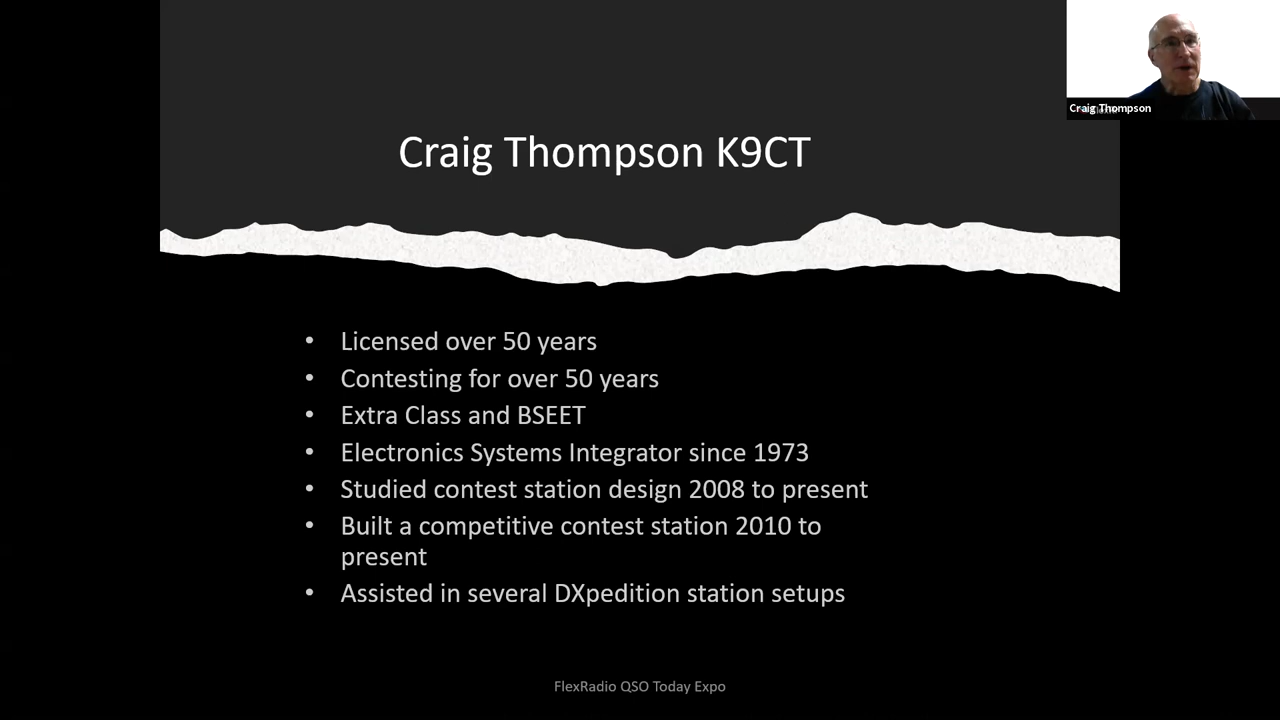 Craig Thompson
Craig Thompson K9CT
• Licensed over 50 years
• Contesting for over 50 years
• Extra Class and BSEET
• Electronics Systems Integrator since 1973
• Studied contest station design 2008 to present
• Built a competitive contest station 2010 to
present
• Assisted in several DXpedition station setups
FlexRadio QSO Today Expo